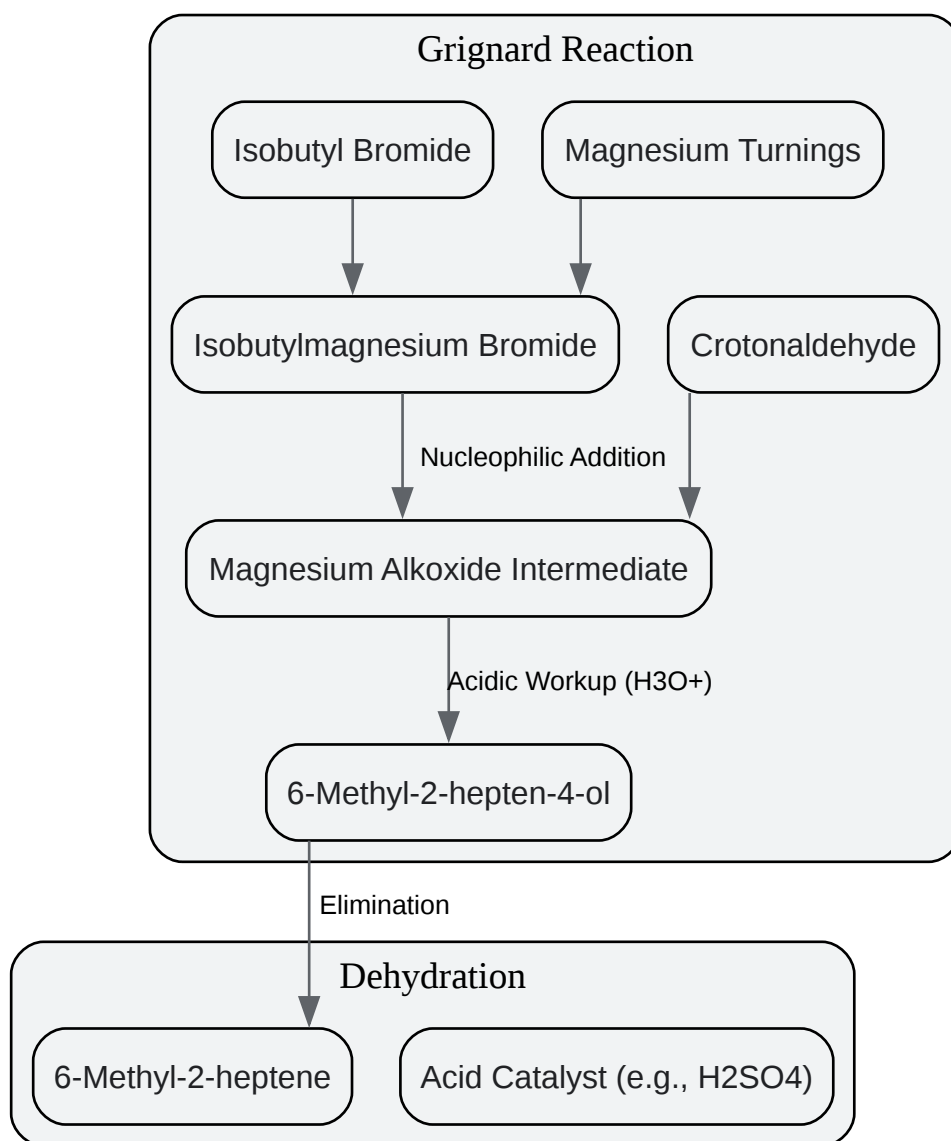 Grignard Reaction
Isobutyl Bromide
Magnesium Turnings
Isobutylmagnesium Bromide
Crotonaldehyde
Nucleophilic Addition
Magnesium Alkoxide Intermediate
Acidic Workup (H3O+)
6-Methyl-2-hepten-4-ol
Elimination
Dehydration
6-Methyl-2-heptene
Acid Catalyst (e.g., H2SO4)